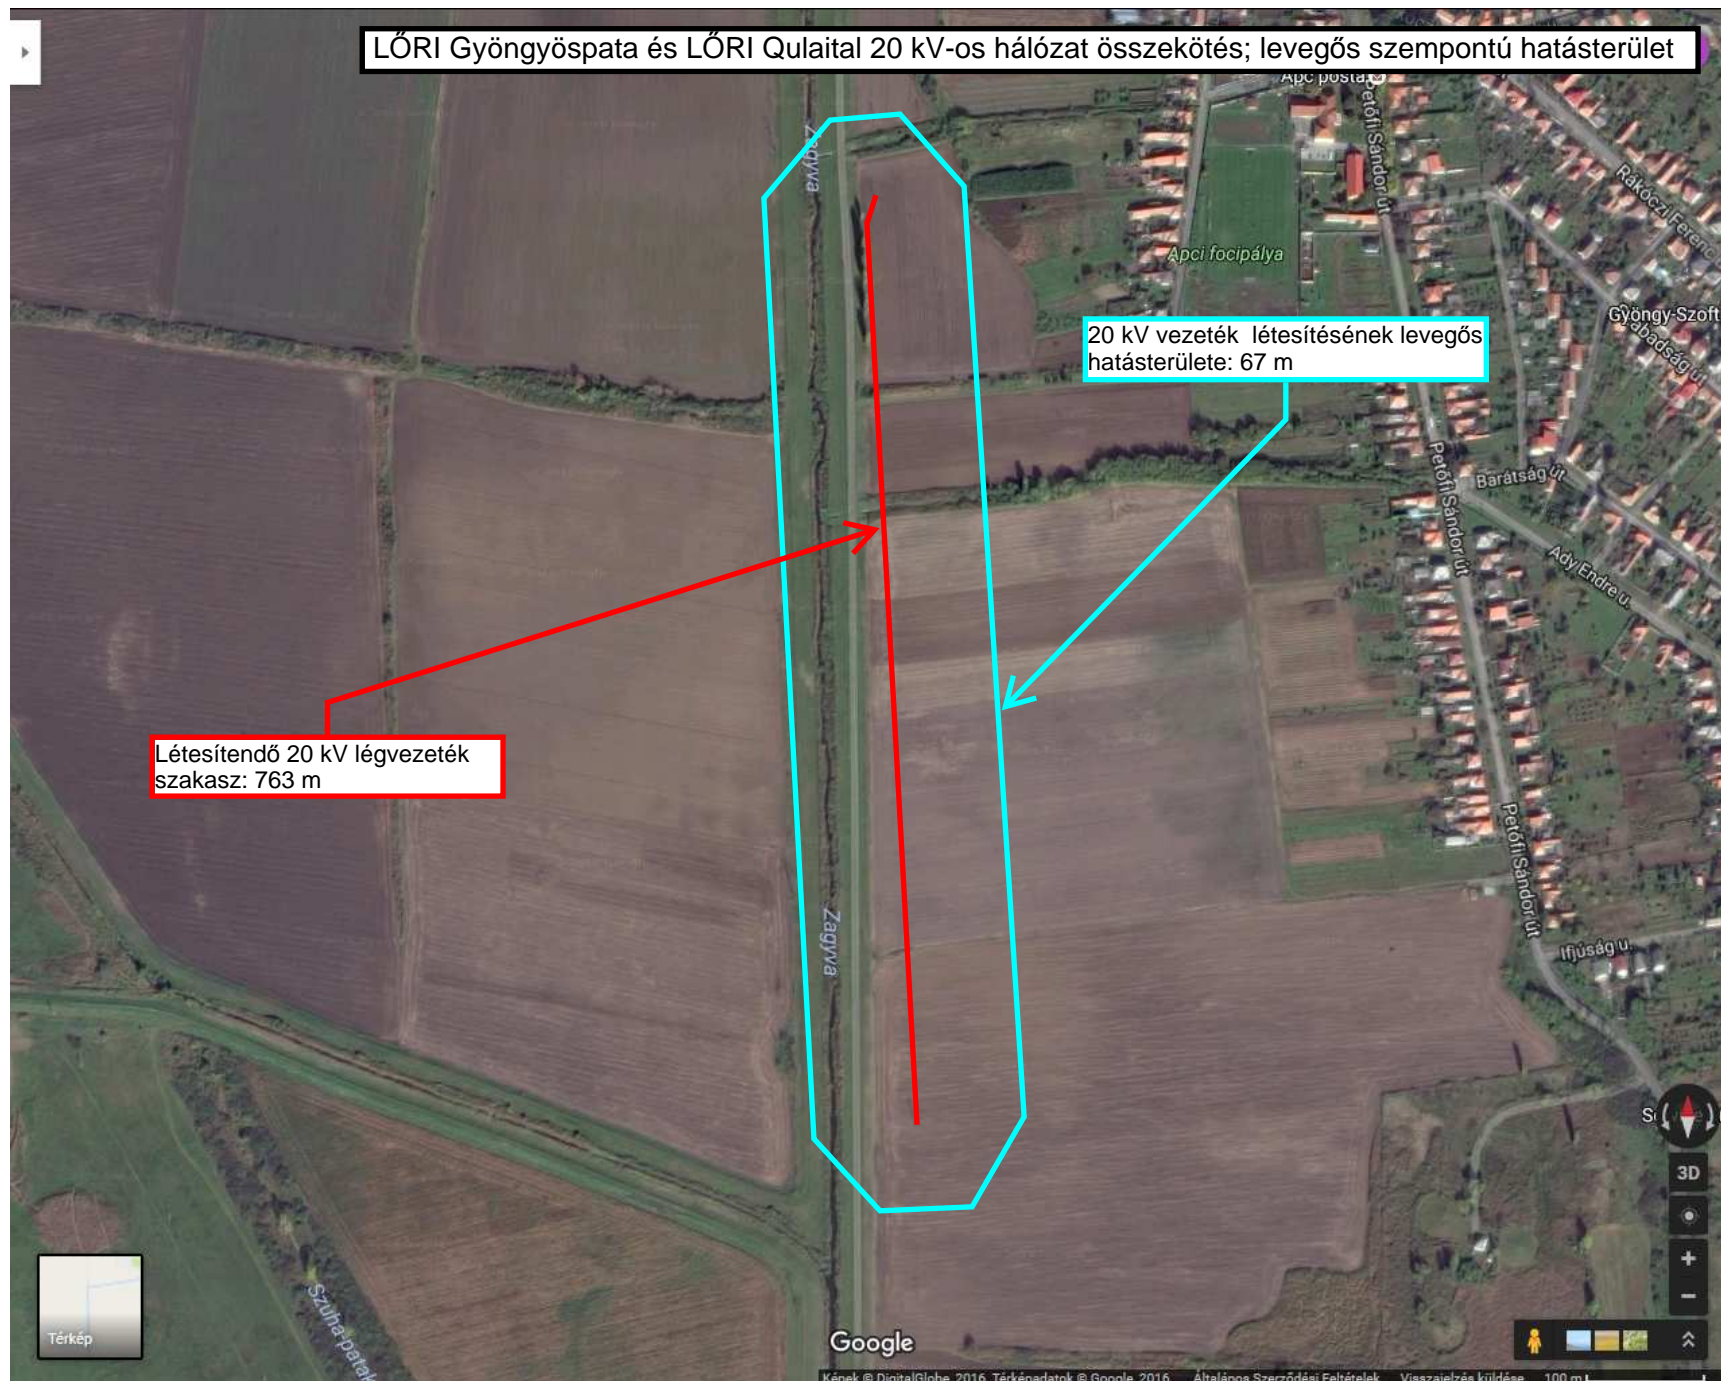 LŐRI Gyöngyöspata és LŐRI Qulaital 20 kV-os hálózat összekötés; levegős szempontú hatásterület
Apc posta
Petőfi Sándor út
Zagyva
Rákóczi Ferenc
Apci focipálya
Gyöngy-Szoft
Szabadság út
20 kV vezeték létesítésének levegős
hatásterülete: 67 m
Petőfi Sándor út
Barátság út
Ady Endre u.
Létesítendő 20 kV légvezeték
szakasz: 763 m
Petőfi Sándor út
Zagyva
Ifjúság u.
3D
Szuha-patak
Térkép
Google
Képek © DigitalGlobe, 2016, Térképadatok © Google, 2016
Általános Szerződési Feltételek
Visszajelzés küldése
100 m